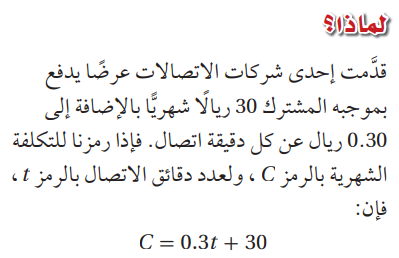 لماذا؟
قدَّمت إحدى شركات الاتصالات عرضًا يدفع
بموجبه المشترك 30 ريالًا شهريًّا بالإضافة إلى
0.30 ريال عن كل دقيقة اتصال. فإذا رمزنا للتكلفة
الشهرية بالرمز C ، ولعدد دقائق الاتصال بالرمز t ،
فإن:
C = 0.3t + 30